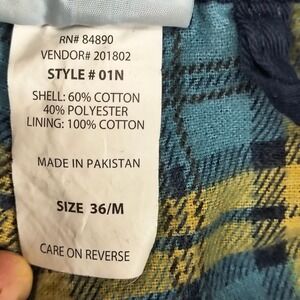 RN# 84890
VENDOR# 201802
STYLE # 01N
SHELL: 60% COTTON
40% POLYESTER
LINING: 100% COTTON
MADE IN PAKISTAN
SIZE 36/M
CARE ON REVERSE